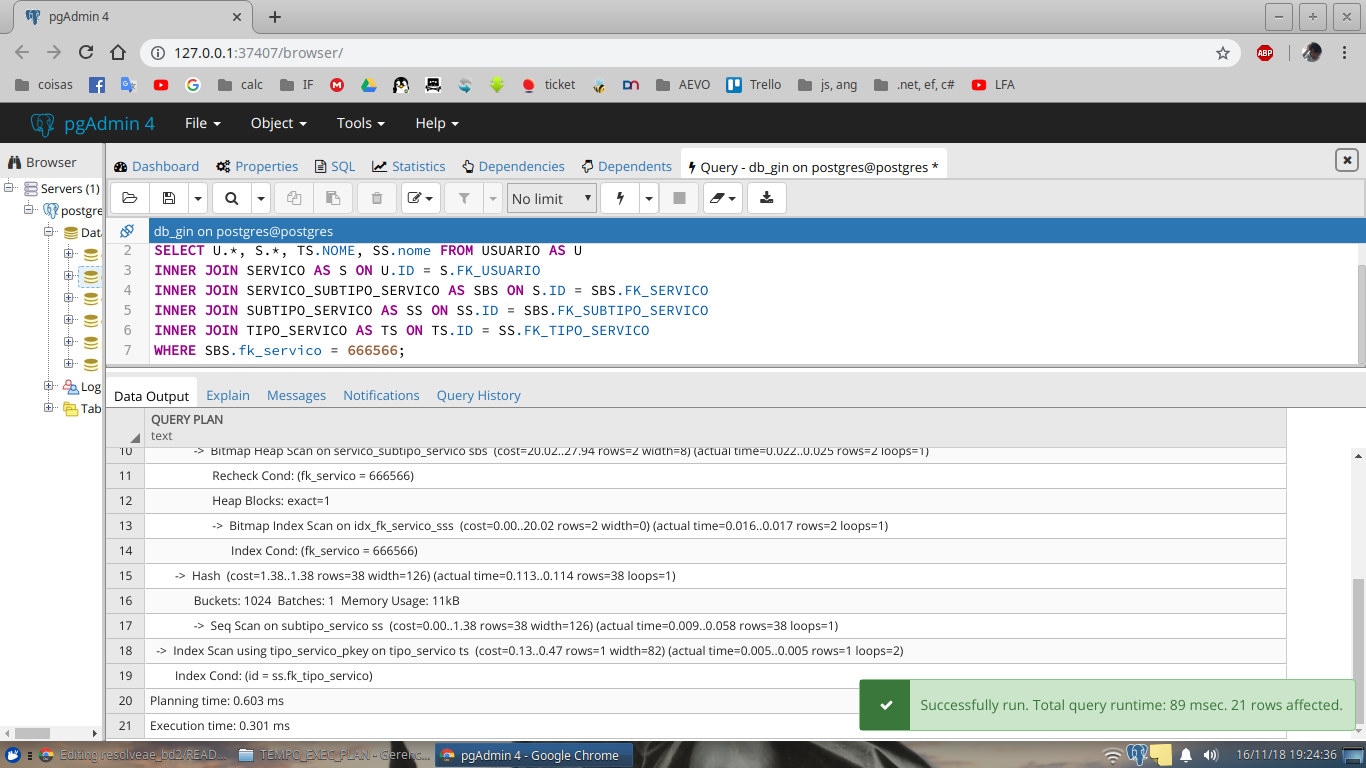 pgAdmin 4
127.0.0.1:37407/browser/
ABP
coisas
calc
IF
ticket
AEVO
Trello
js, ang
.net, ef, c#
LFA
pgAdmin 4
File
Object
Tools
Help
Browser
Dashboard
Properties
SQL
Statistics
Dependencies
Dependents
Query - db_gin on postgres@postgres *
Servers (1)
postgre
Data
Log
Tab
No limit
db_gin on postgres@postgres
2 SELECT U.*, S.*, TS.NOME, SS.nome FROM USUARIO AS U
3 INNER JOIN SERVICO AS S ON U.ID = S.FK_USUARIO
4 INNER JOIN SERVICO_SUBTIPO_SERVICO AS SBS ON S.ID = SBS.FK_SERVICO
5 INNER JOIN SUBTIPO_SERVICO AS SS ON SS.ID = SBS.FK_SUBTIPO_SERVICO
6 INNER JOIN TIPO_SERVICO AS TS ON TS.ID = SS.FK_TIPO_SERVICO
7 WHERE SBS.fk_servico = 666566;
Data Output
Explain
Messages
Notifications
Query History
QUERY PLAN
text
10 -> Bitmap Heap Scan on servico_subtipo_servico sbs (cost=20.02..27.94 rows=2 width=8) (actual time=0.022..0.025 rows=2 loops=1)
11 Recheck Cond: (fk_servico = 666566)
12 Heap Blocks: exact=1
13 -> Bitmap Index Scan on idx_fk_servico_sss (cost=0.00..20.02 rows=2 width=0) (actual time=0.016..0.017 rows=2 loops=1)
14 Index Cond: (fk_servico = 666566)
15 -> Hash (cost=1.38..1.38 rows=38 width=126) (actual time=0.113..0.114 rows=38 loops=1)
16 Buckets: 1024 Batches: 1 Memory Usage: 11kB
17 -> Seq Scan on subtipo_servico ss (cost=0.00..1.38 rows=38 width=126) (actual time=0.009..0.058 rows=38 loops=1)
18 -> Index Scan using tipo_servico_pkey on tipo_servico ts (cost=0.13..0.47 rows=1 width=82) (actual time=0.005..0.005 rows=1 loops=2)
19 Index Cond: (id = ss.fk_tipo_servico)
20 Planning time: 0.603 ms
21 Execution time: 0.301 ms
Successfully run. Total query runtime: 89 msec. 21 rows affected.
Editing resolveae_bd2/READ...
TEMPO_EXEC_PLAN - Gerenc...
pgAdmin 4 - Google Chrome
16/11/18 19:24:36